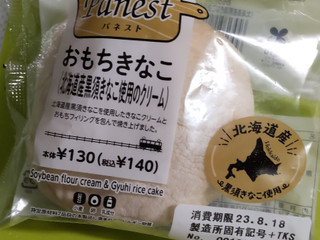 Panest
パネスト
おもちきなこ
(北海道産黒須きなこ使用のクリーム)
北海道産黒須きなこを使用したきなこクリームと
おもちフィリングを包んで焼き上げました。
本体¥130(税込¥140)
Soybean flour cream & Gyuhi rice cake
北海道産
Hokkaido
黒須きなこ使用
消費期限 23.8.18
製造所固有記号+TKS